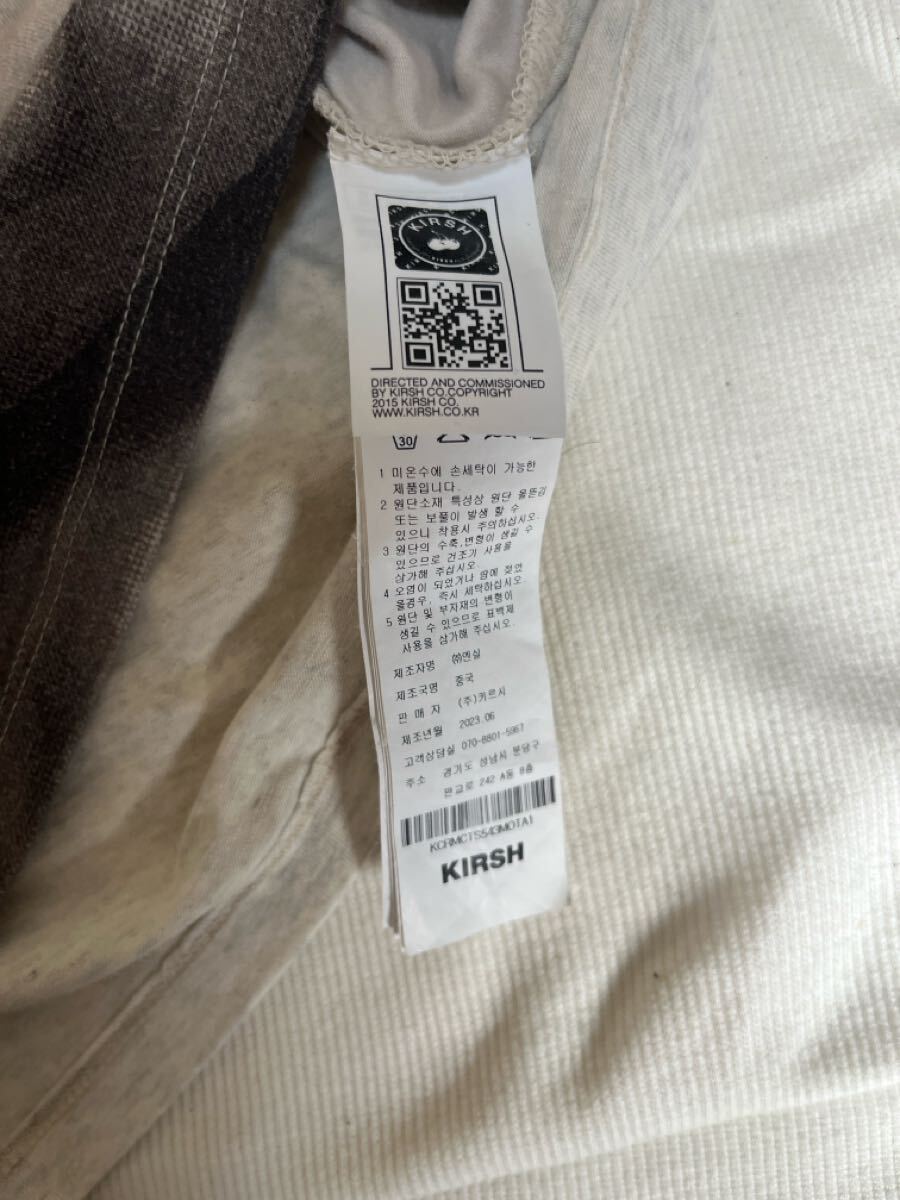 KIRSH
DIRECTED AND COMMISSIONED
BY KIRSH CO.COPYRIGHT
2015 KIRSH CO.
WWW.KIRSH.CO.KR
30
1 미온수에 손세탁이 가능한
제품입니다.
2 원단소재 특성상 원단 올뜯김
또는 보풀이 발생 할 수
있으니 착용시 주의하십시오.
3 원단의 수축,변형이 생길 수
있으므로 건조기 사용을
삼가해 주십시오.
4 오염이 되었거나 땀에 젖었
을경우, 즉시 세탁하십시오.
5 원단 및 부자재의 변형이
생길 수 있으므로 표백제
사용을 삼가해 주십시오.
제조자명 ㈜엔실
제조국명 중국
판 매 자 (주)키르시
제조년월 2023.06
고객상담실 070-8801-5967
주소 경기도 성남시 분당구
판교로 242 A동 8층
KCRMCTS543MOTA1
KIRSH